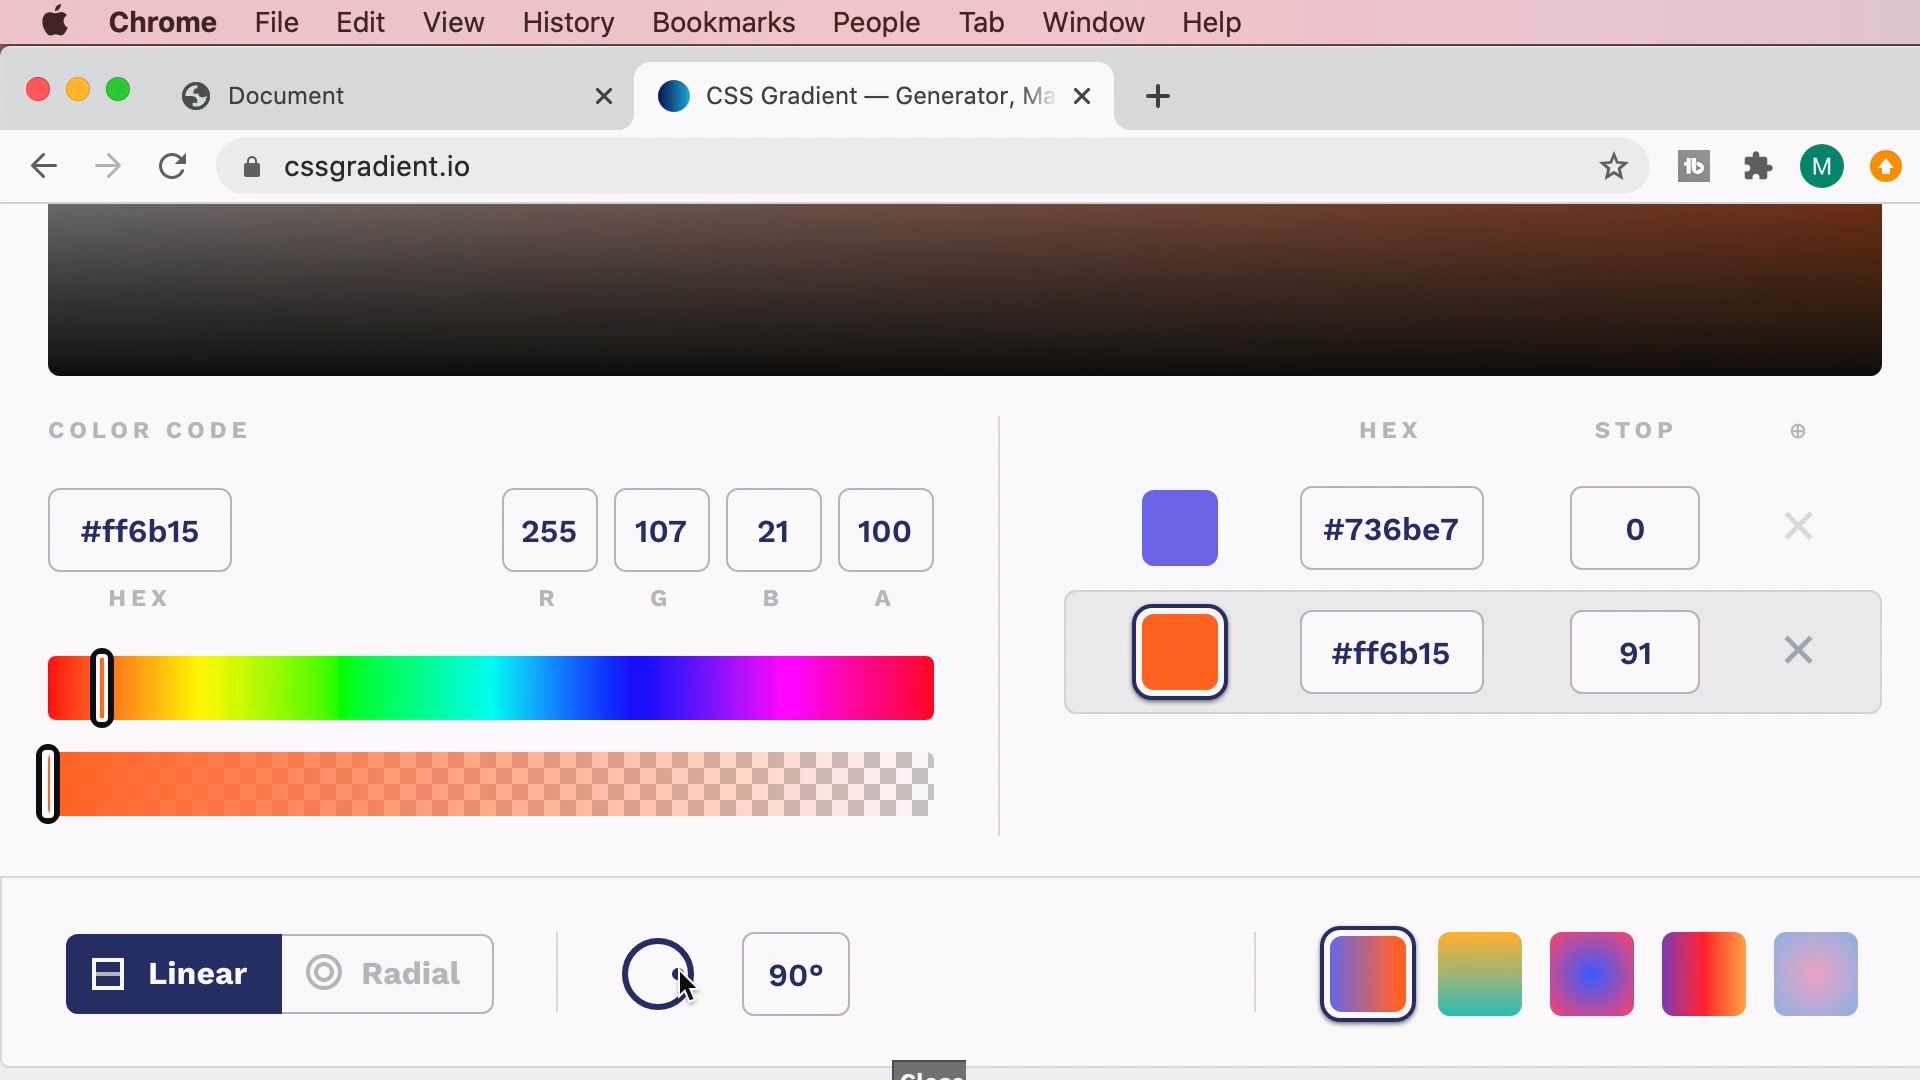 Chrome File Edit View History Bookmarks People Tab Window Help
Document
CSS Gradient — Generator, Ma
cssgradient.io
M
COLOR CODE
HEX STOP
#ff6b15 255 107 21 100
HEX R G B A
#736be7 0
#ff6b15 91
Linear Radial 90°
Close